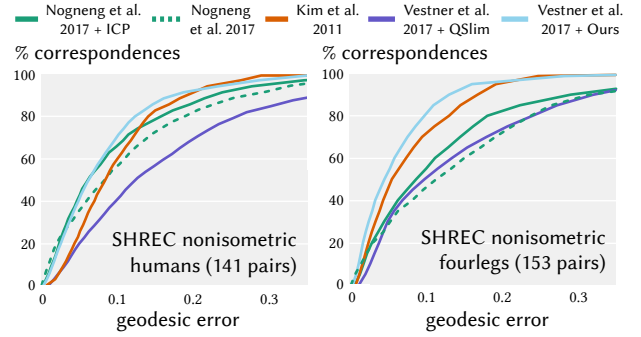 Nogneng et al. 2017 + ICP
Nogneng et al. 2017
Kim et al. 2011
Vestner et al. 2017 + QSlim
Vestner et al. 2017 + Ours
% correspondences
100
80
60
40
20
0
0
0.1
0.2
0.3
SHREC nonisometric
humans (141 pairs)
geodesic error
% correspondences
100
80
60
40
20
0
0
0.1
0.2
0.3
SHREC nonisometric
fourlegs (153 pairs)
geodesic error